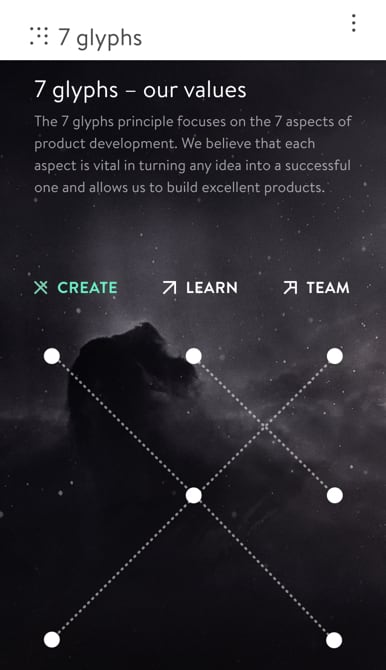 7 glyphs
7 glyphs – our values
The 7 glyphs principle focuses on the 7 aspects of
product development. We believe that each
aspect is vital in turning any idea into a successful
one and allows us to build excellent products.
CREATE LEARN TEAM